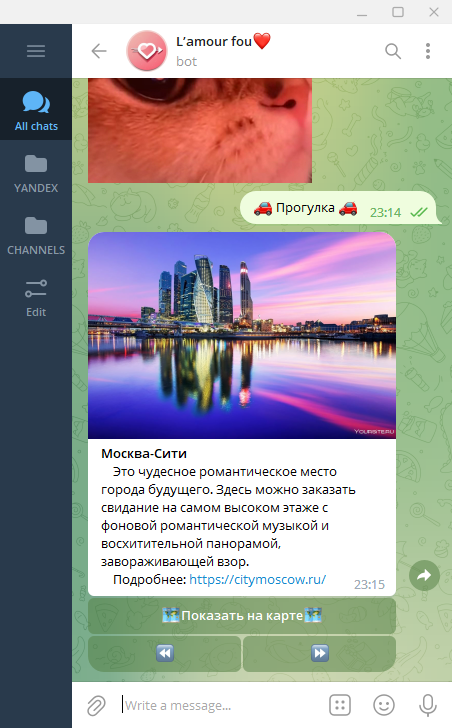 L’amour fou❤️
bot
All chats
YANDEX
CHANNELS
Edit
🚗 Прогулка 🚗 23:14
YOURSITE.RU
Москва-Сити
Это чудесное романтическое место
города будущего. Здесь можно заказать
свидание на самом высоком этаже с
фоновой романтической музыкой и
восхитительной панорамой,
завораживающей взор.
Подробнее: https://citymoscow.ru/ 23:15
🗺️Показать на карте🗺️
⏪ ⏩
Write a message...